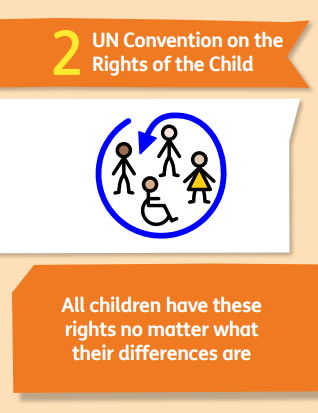 2
UN Convention on the
Rights of the Child
All children have these
rights no matter what
their differences are